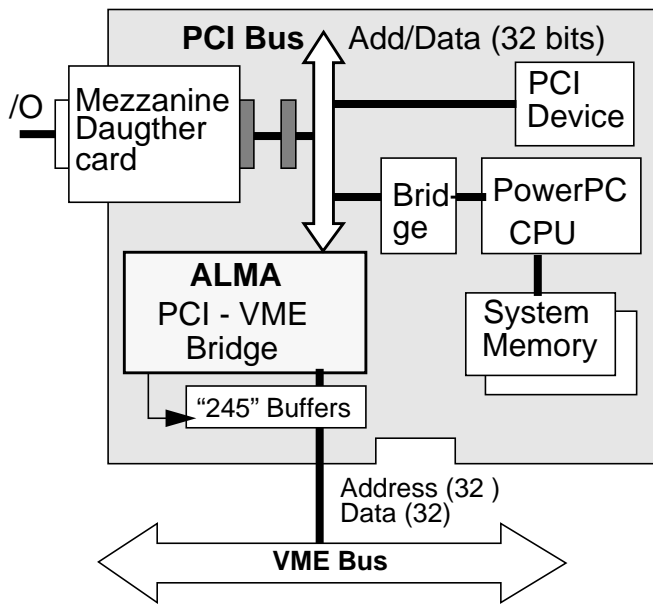 PCI Bus Add/Data (32 bits)
/O
Mezzanine
Daugther
card
PCI
Device
Brid-
ge
PowerPC
CPU
ALMA
PCI - VME
Bridge
System
Memory
“245” Buffers
Address (32 )
Data (32)
VME Bus